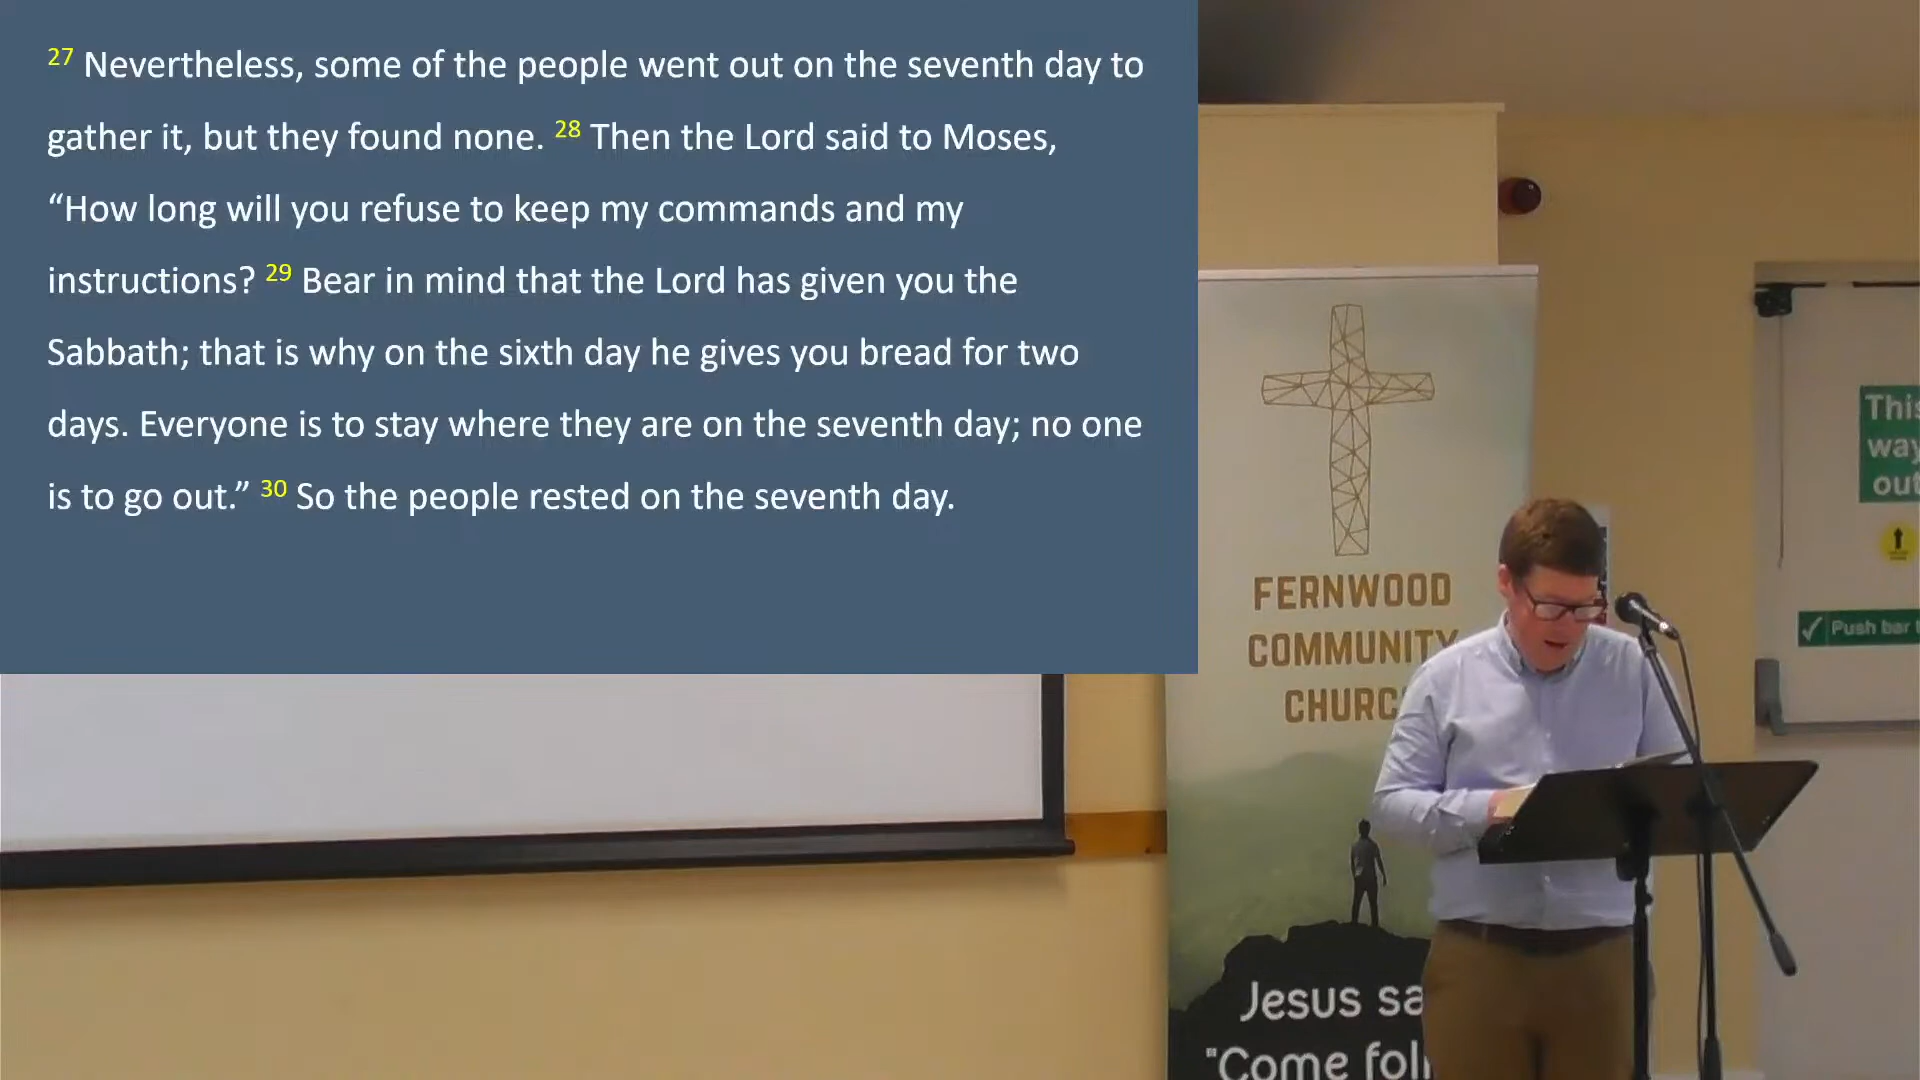 27 Nevertheless, some of the people went out on the seventh day to
gather it, but they found none. 28 Then the Lord said to Moses,
“How long will you refuse to keep my commands and my
instructions? 29 Bear in mind that the Lord has given you the
Sabbath; that is why on the sixth day he gives you bread for two
days. Everyone is to stay where they are on the seventh day; no one
is to go out.” 30 So the people rested on the seventh day.
FERNWOOD
COMMUNITY
CHURC
Jesus sa
"Come foll
This
way
out
Push bar t